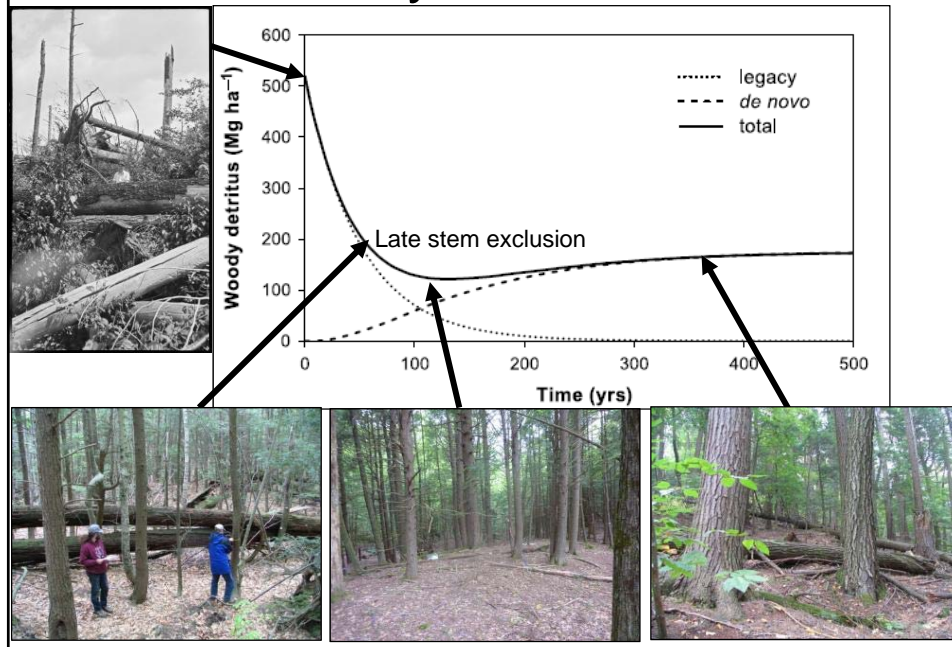 600
500
400
300
200
100
0
Woody detritus (Mg ha⁻¹)
legacy
de novo
total
Late stem exclusion
0
100
200
300
400
500
Time (yrs)